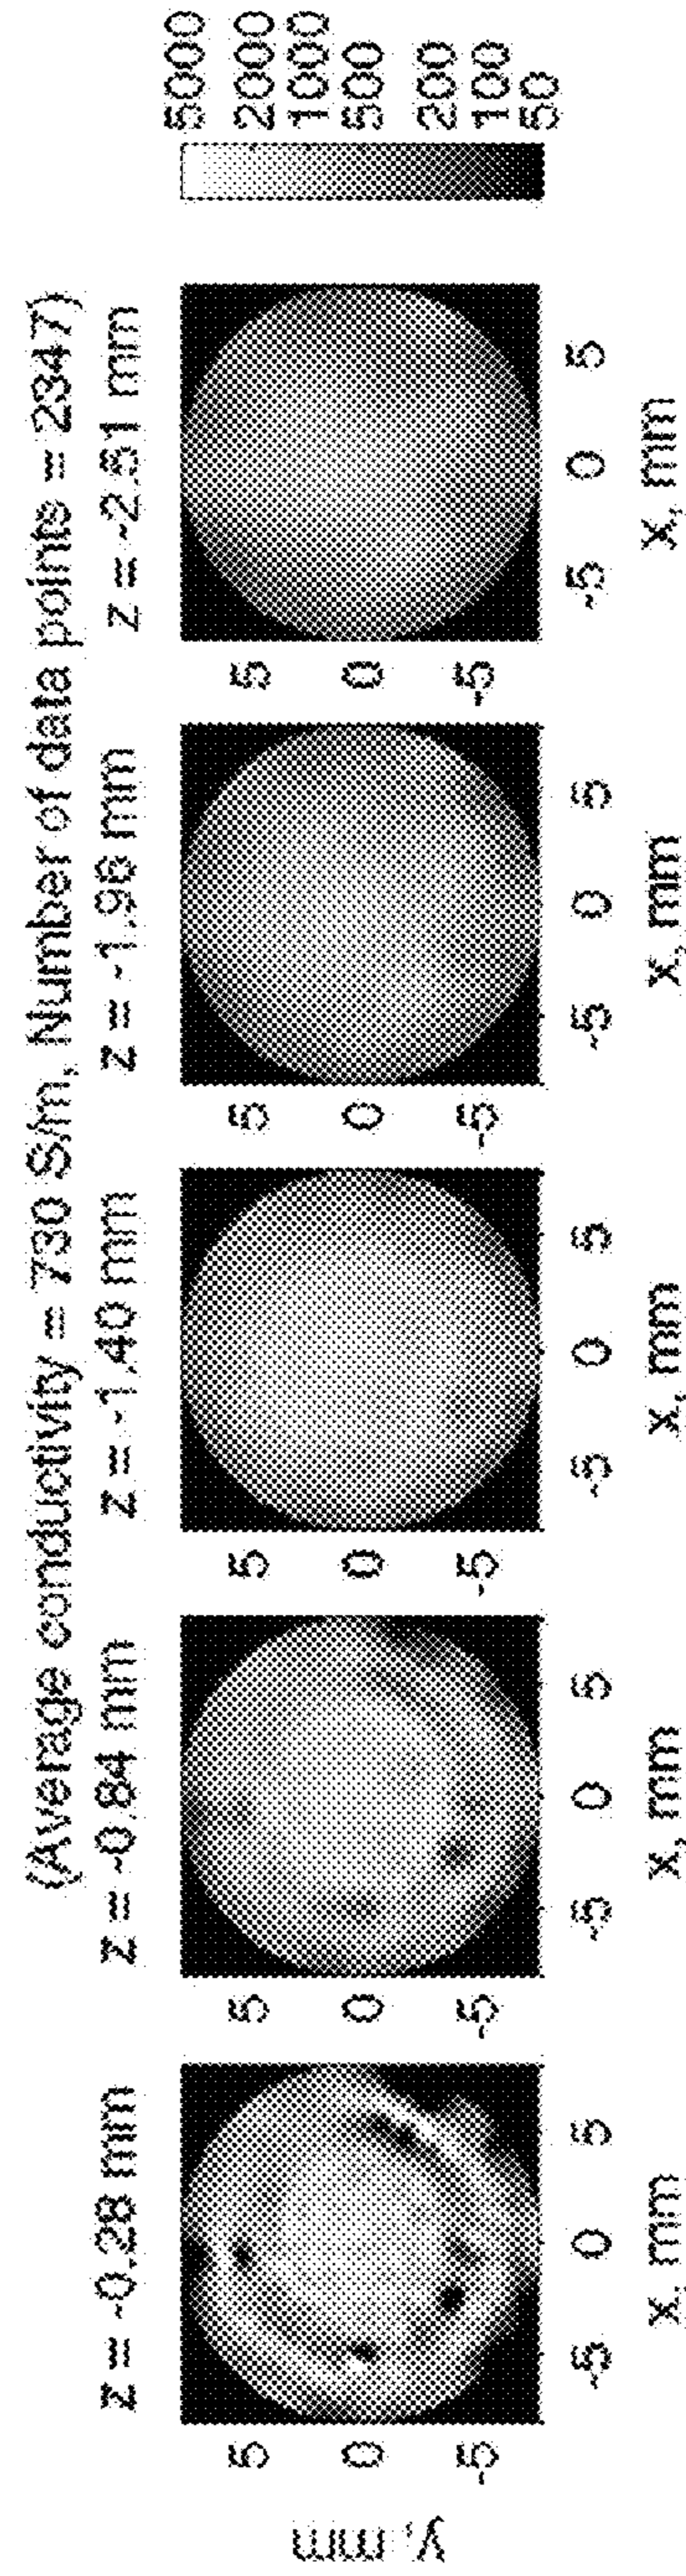 (Average conductivity = 730 S/m, Number of data points = 2347)
z = -0.28 mm
z = -0.84 mm
z = -1.40 mm
z = -1.96 mm
z = -2.51 mm
y, mm
5
0
-5
5
0
-5
5
0
-5
5
0
-5
5
0
-5
5000
2000
1000
500
200
100
50
-5 0 5
-5 0 5
-5 0 5
-5 0 5
-5 0 5
x, mm
x, mm
x, mm
x, mm
x, mm